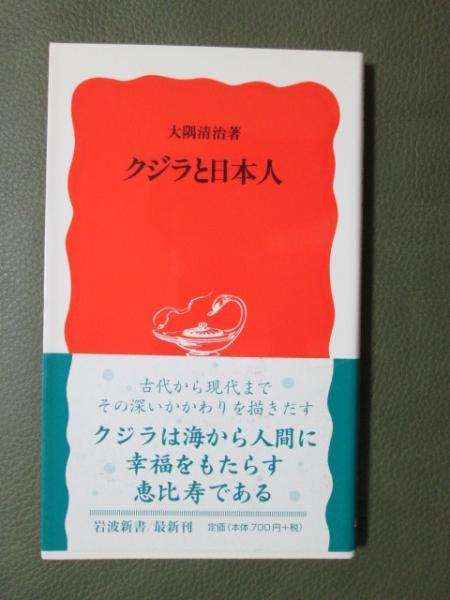 大隅清治著
クジラと日本人
古代から現代まで
その深いかかわりを描きだす
クジラは海から人間に
幸福をもたらす
恵比寿である
岩波新書/最新刊 定価(本体700円+税)